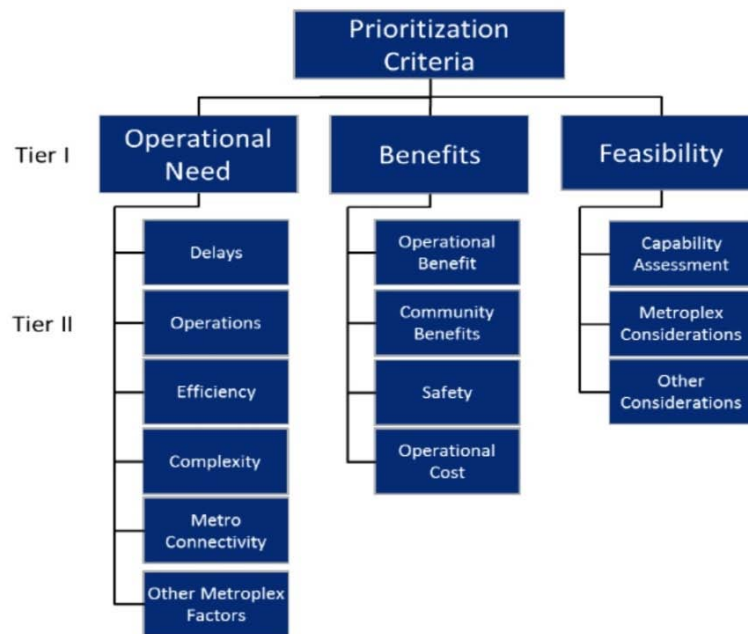 Prioritization
Criteria
Tier I
Operational
Need
Benefits
Feasibility
Tier II
Delays
Operations
Efficiency
Complexity
Metro
Connectivity
Other Metroplex
Factors
Operational
Benefit
Community
Benefits
Safety
Operational
Cost
Capability
Assessment
Metroplex
Considerations
Other
Considerations